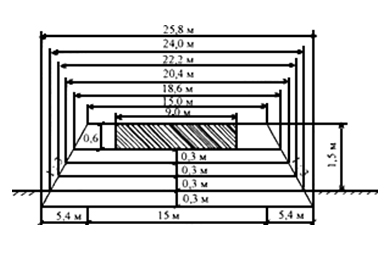 25,8 м
24,0 м
22,2 м
20,4 м
18,6 м
15,0 м
9,0 м
0,6
1,5 м
0,3 м
0,3 м
0,3 м
0,3 м
5,4 м 15 м 5,4 м